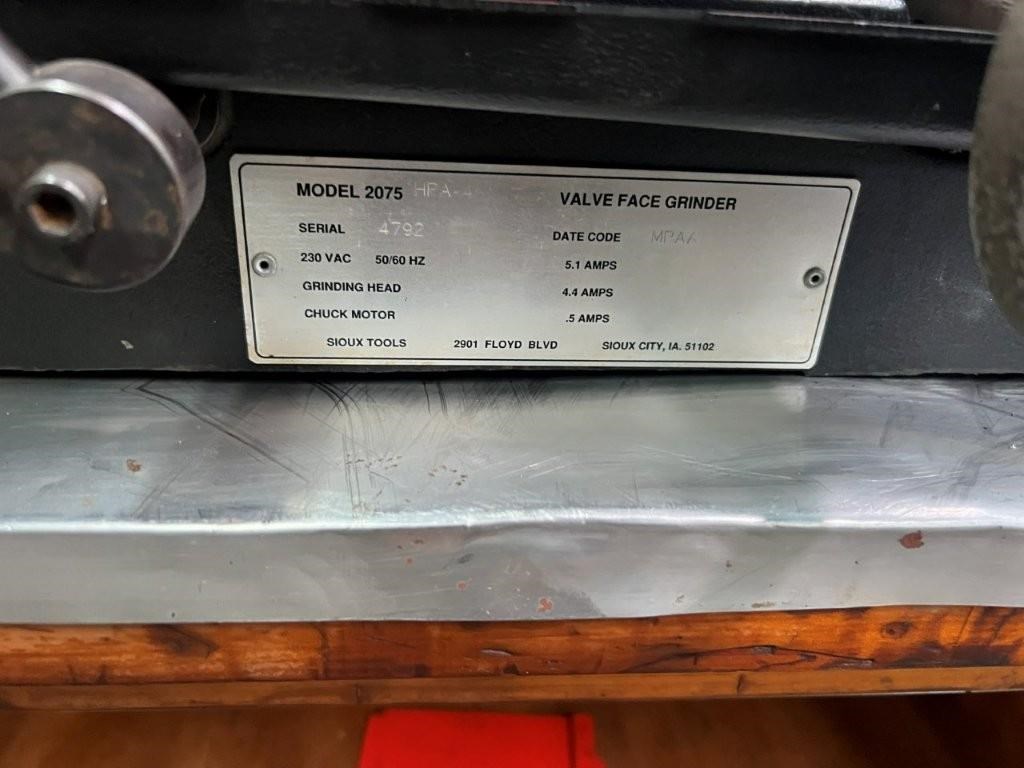 MODEL 2075 HPA-4 VALVE FACE GRINDER
SERIAL 4792 DATE CODE
230 VAC 50/60 HZ 5.1 AMPS
GRINDING HEAD 4.4 AMPS
CHUCK MOTOR .5 AMPS
SIOUX TOOLS 2901 FLOYD BLVD SIOUX CITY, IA. 51102